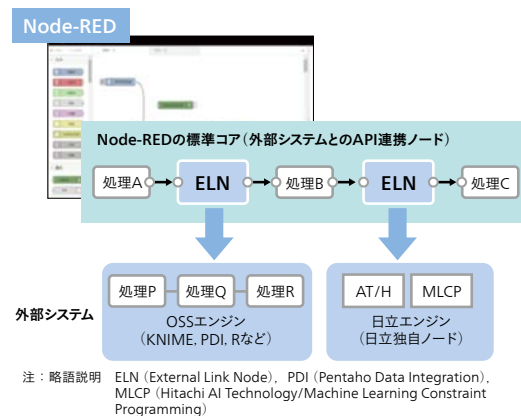 Node-RED
Node-REDの標準コア（外部システムとのAPI連携ノード）
処理A ELN 処理B ELN 処理C
外部システム
処理P 処理Q 処理R
OSSエンジン
（KNIME, PDI, Rなど）
AT/H MLCP
日立エンジン
（日立独自ノード）
注：略語説明 ELN（External Link Node）， PDI（Pentaho Data Integration），
MLCP（Hitachi AI Technology/Machine Learning Constraint
Programming）